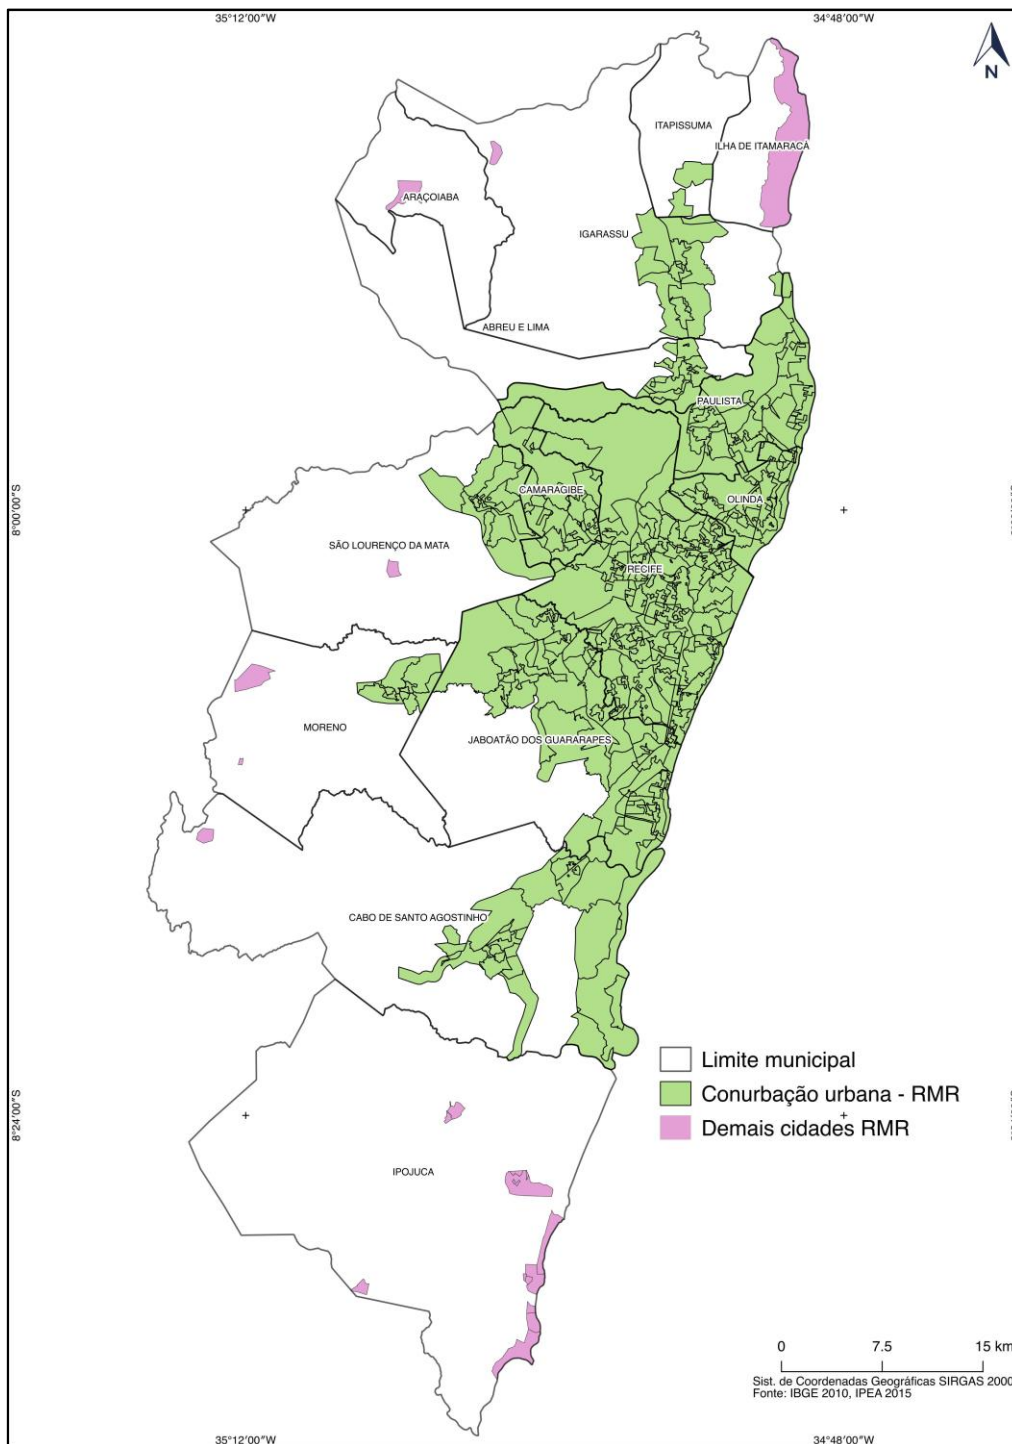 35°12′00″W
34°48′00″W
N
ITAPISSUMA
ILHA DE ITAMARACÁ
ARAÇOIABA
IGARASSU
ABREU E LIMA
PAULISTA
CAMARAGIBE
OLINDA
8°00′00″S
SÃO LOURENÇO DA MATA
RECIFE
MORENO
JABOATÃO DOS GUARARAPES
CABO DE SANTO AGOSTINHO
Limite municipal
Conurbação urbana - RMR
Demais cidades RMR
8°24′00″S
IPOJUCA
0 7.5 15 km
Sist. de Coordenadas Geográficas SIRGAS 2000
Fonte: IBGE 2010, IPEA 2015
35°12′00″W
34°48′00″W